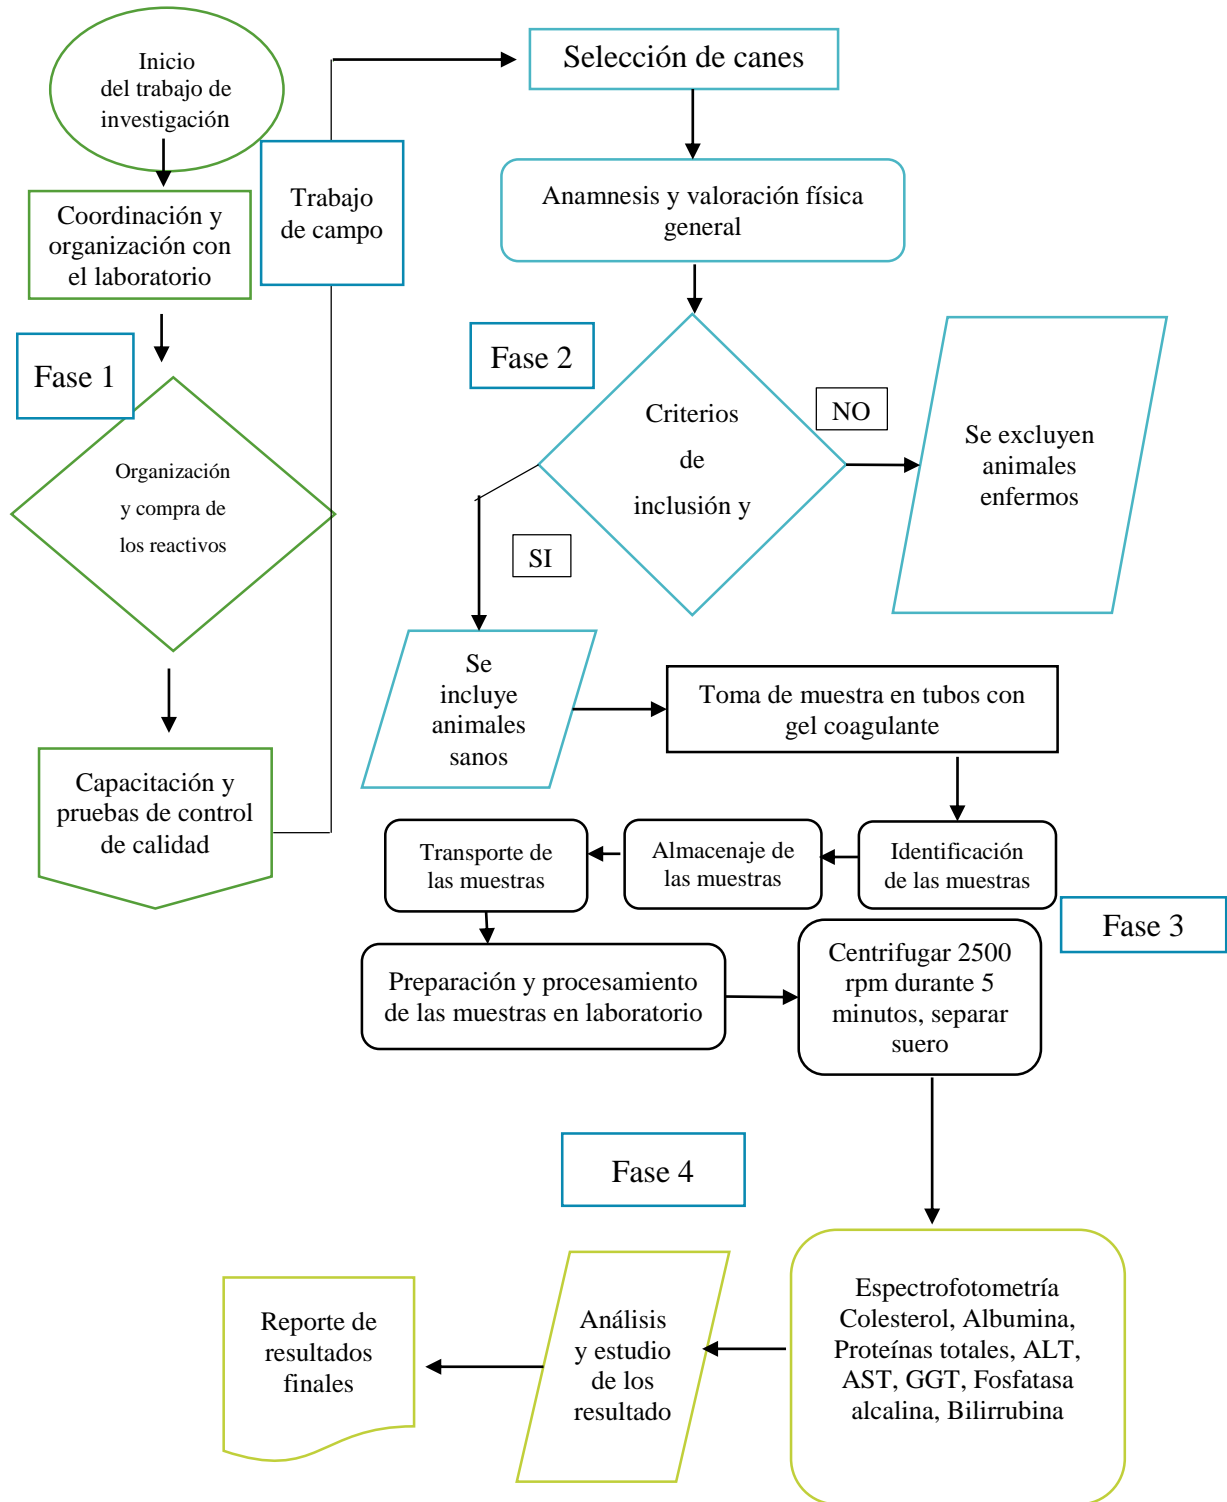 Inicio
del trabajo de
investigación
Coordinación y
organización con
el laboratorio
Fase 1
Organización
y compra de
los reactivos
Capacitación y
pruebas de control
de calidad
Trabajo
de campo
Selección de canes
Anamnesis y valoración física
general
Fase 2
Criterios
de
inclusión y
NO
Se excluyen
animales
enfermos
SI
Se
incluye
animales
sanos
Toma de muestra en tubos con
gel coagulante
Identificación
de las muestras
Almacenaje de
las muestras
Transporte de
las muestras
Fase 3
Preparación y procesamiento
de las muestras en laboratorio
Centrifugar 2500
rpm durante 5
minutos, separar
suero
Fase 4
Espectrofotometría
Colesterol, Albumina,
Proteínas totales, ALT,
AST, GGT, Fosfatasa
alcalina, Bilirrubina
Análisis
y estudio
de los
resultado
Reporte de
resultados
finales